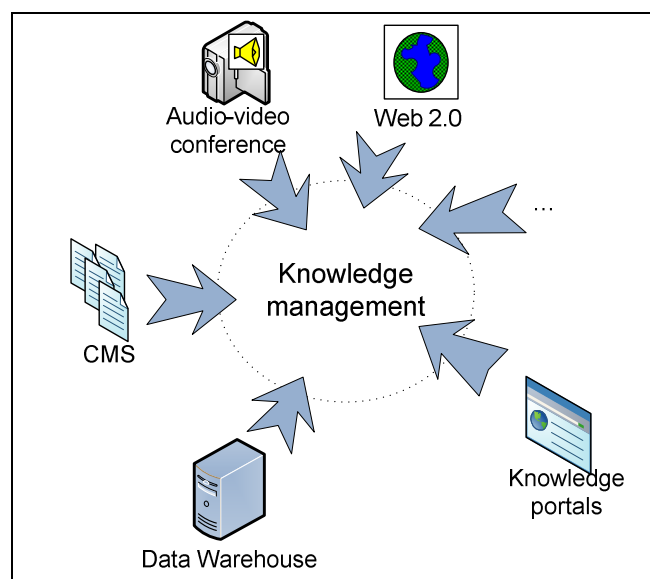 Audio-video
conference
Web 2.0
...
Knowledge
management
CMS
Knowledge
portals
Data Warehouse